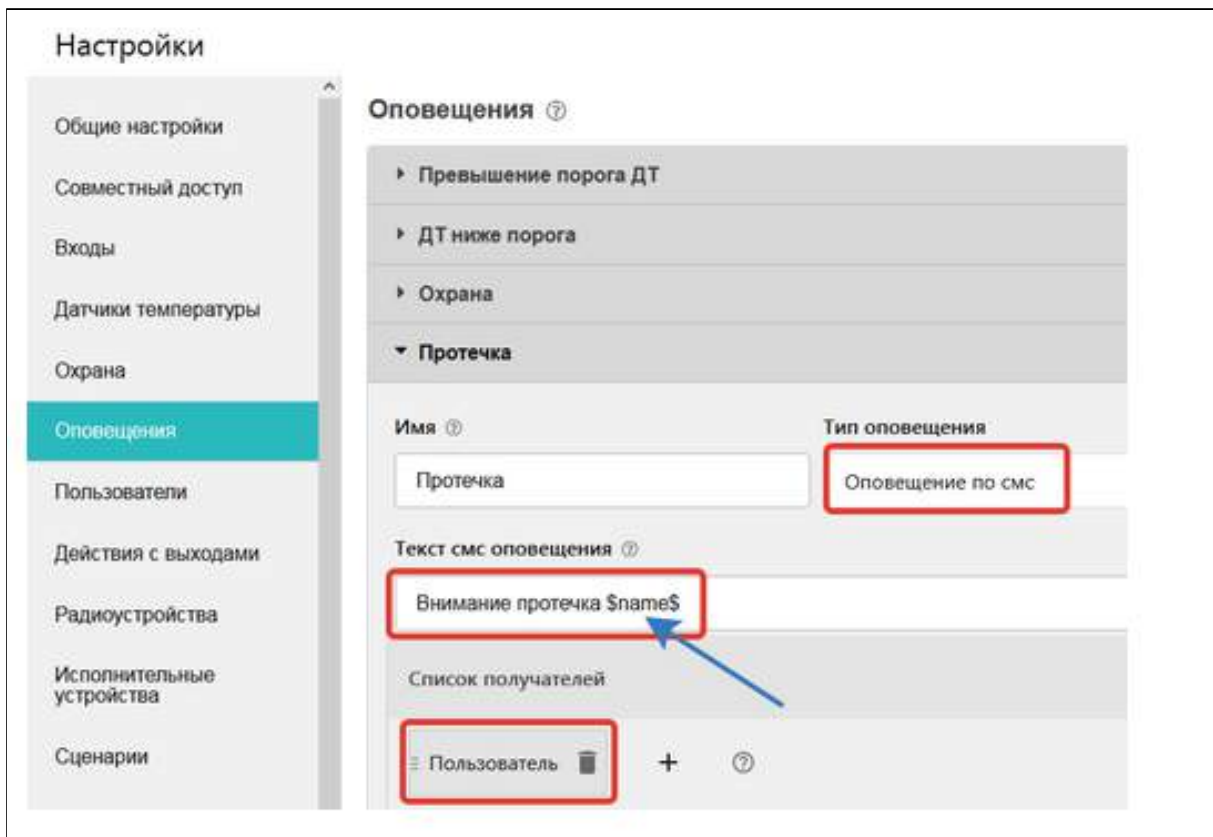 Настройки
Общие настройки
Совместный доступ
Входы
Датчики температуры
Охрана
Оповещения
Пользователи
Действия с выходами
Радиоустройства
Исполнительные
устройства
Сценарии
Оповещения ?
Превышение порога ДТ
ДТ ниже порога
Охрана
Протечка
Имя ?
Тип оповещения
Протечка
Оповещение по смс
Текст смс оповещения ?
Внимание протечка $name$
Список получателей
Пользователь + ?